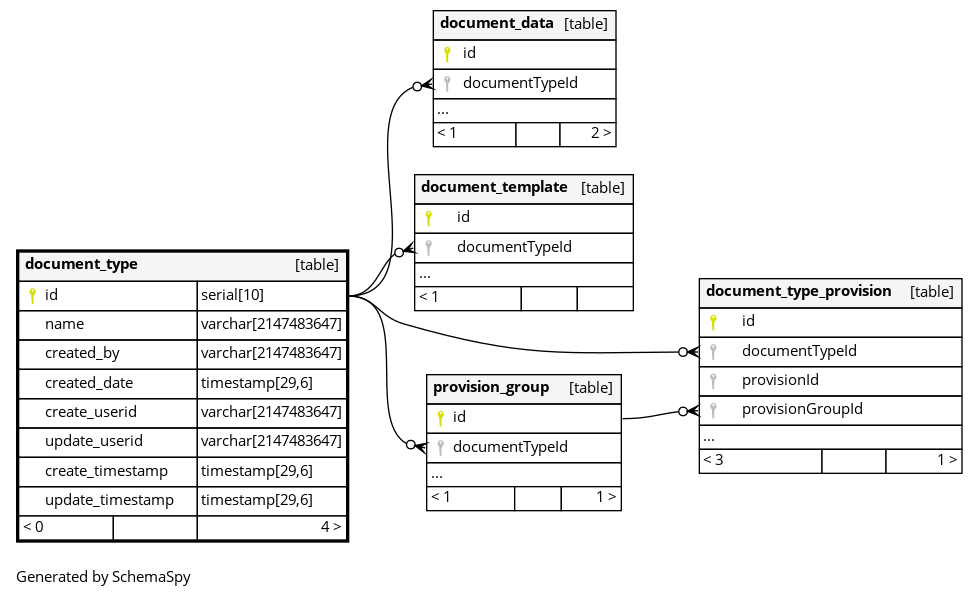 document_data [table]
id
documentTypeId
...
< 1 2 >
document_template [table]
id
documentTypeId
...
< 1
document_type [table]
id serial[10]
name varchar[2147483647]
created_by varchar[2147483647]
created_date timestamp[29,6]
create_userid varchar[2147483647]
update_userid varchar[2147483647]
create_timestamp timestamp[29,6]
update_timestamp timestamp[29,6]
< 0 4 >
document_type_provision [table]
id
documentTypeId
provisionId
provisionGroupId
...
< 3 1 >
provision_group [table]
id
documentTypeId
...
< 1 1 >
Generated by SchemaSpy